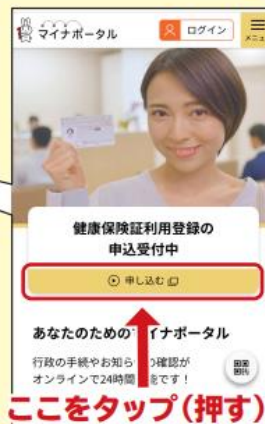 マイナポータル
ログイン
メニュー
健康保険証利用登録の
申込受付中
申し込む
あなたのための
イナポータル
行政の手続やお知ら
の確認が
オンラインで24時間
能です！
ここをタップ（押す）